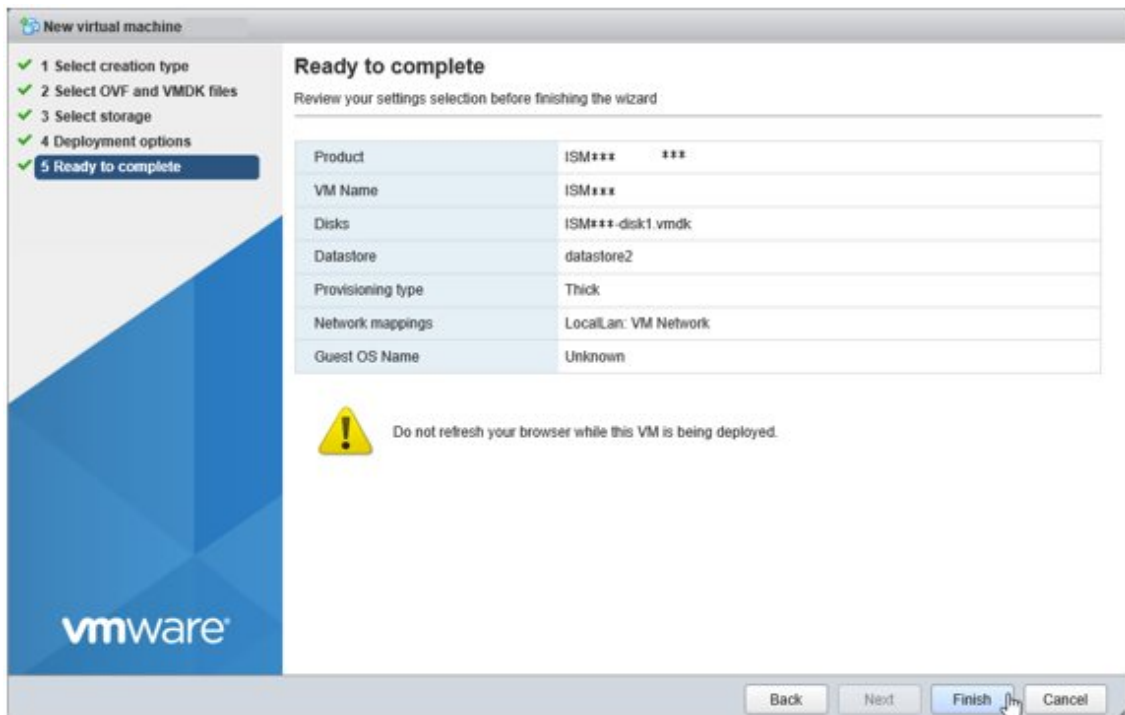 New virtual machine
1 Select creation type
2 Select OVF and VMDK files
3 Select storage
4 Deployment options
5 Ready to complete
Ready to complete
Review your settings selection before finishing the wizard
Product ISM*** ***
VM Name ISM***
Disks ISM***-disk1.vmdk
Datastore datastore2
Provisioning type Thick
Network mappings LocalLan: VM Network
Guest OS Name Unknown
Do not refresh your browser while this VM is being deployed.
vmware®
Back Next Finish Cancel